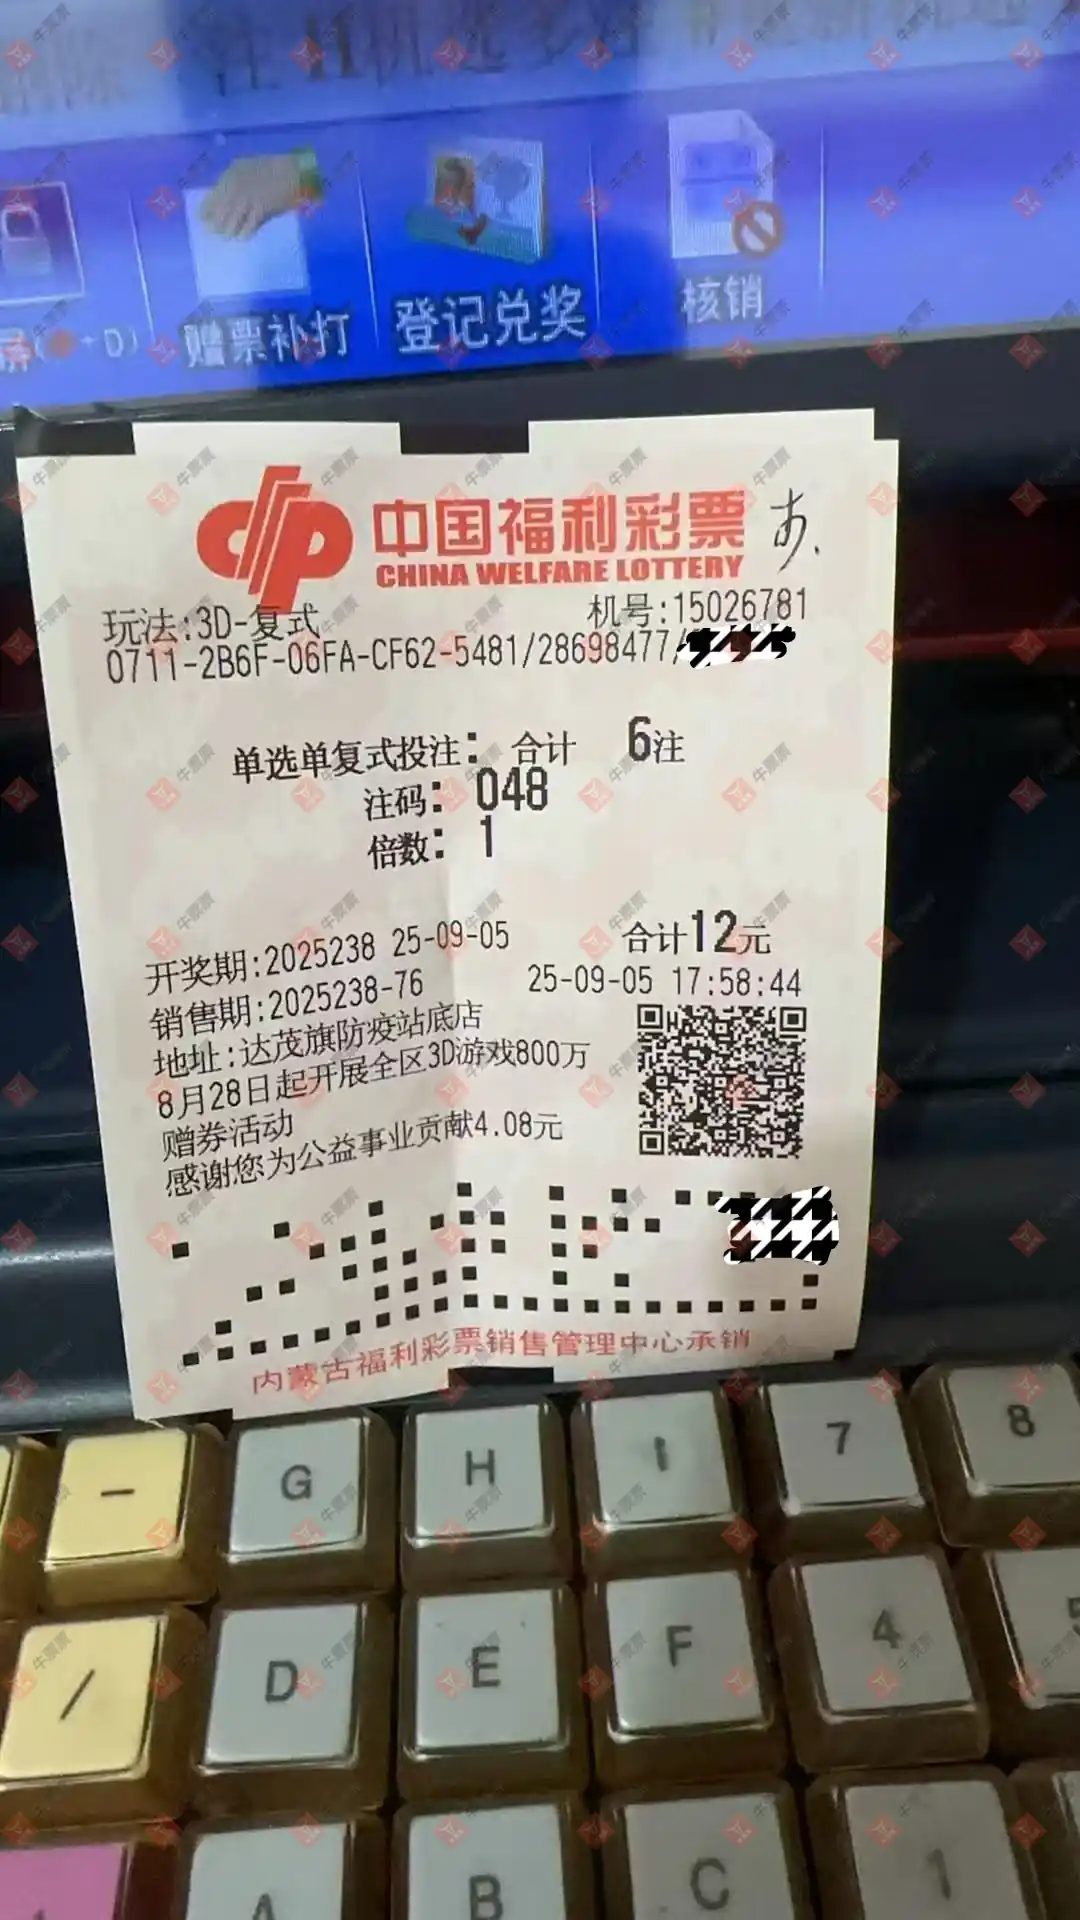 赠票补打
登记兑奖
核销
中国福利彩票
CHINA WELFARE LOTTERY
玩法:3D-复式
机号:15026781
0711-2B6F-06FA-CF62-5481/28698477/
单选单复式投注: 合计 6注
注码: 048
倍数: 1
开奖期:2025238 25-09-05
合计12元
销售期:2025238-76
25-09-05 17:58:44
地址:达茂旗防疫站底店
8月28日起开展全区3D游戏800万
赠券活动
感谢您为公益事业贡献4.08元
内蒙古福利彩票销售管理中心承销
- G H I 7 8
/ D E F 4 5
A B C 1
牛票票